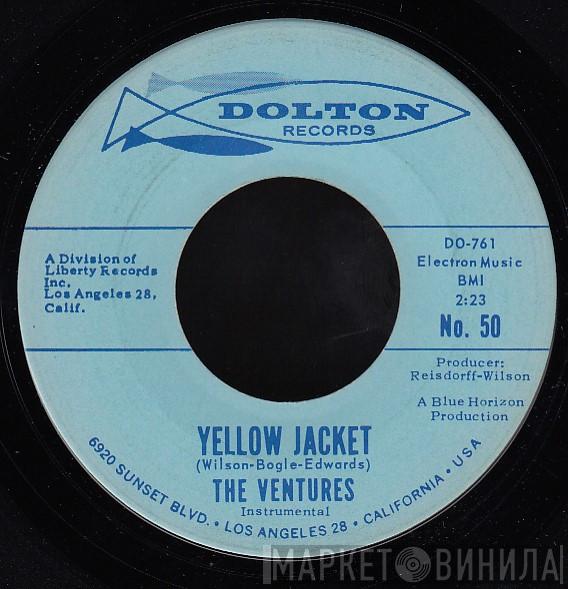 DOLTON
RECORDS
A Division of
Liberty Records
Inc.
Los Angeles 28,
Calif.
DO-761
Electron Music
BMI
2:23
No. 50
Producer:
Reisdorff-Wilson
A Blue Horizon
Production
YELLOW JACKET
(Wilson-Bogle-Edwards)
THE VENTURES
Instrumental
6920 SUNSET BLVD. • LOS ANGELES 28 • CALIFORNIA • USA
МАРКЕТ ВИНИЛА